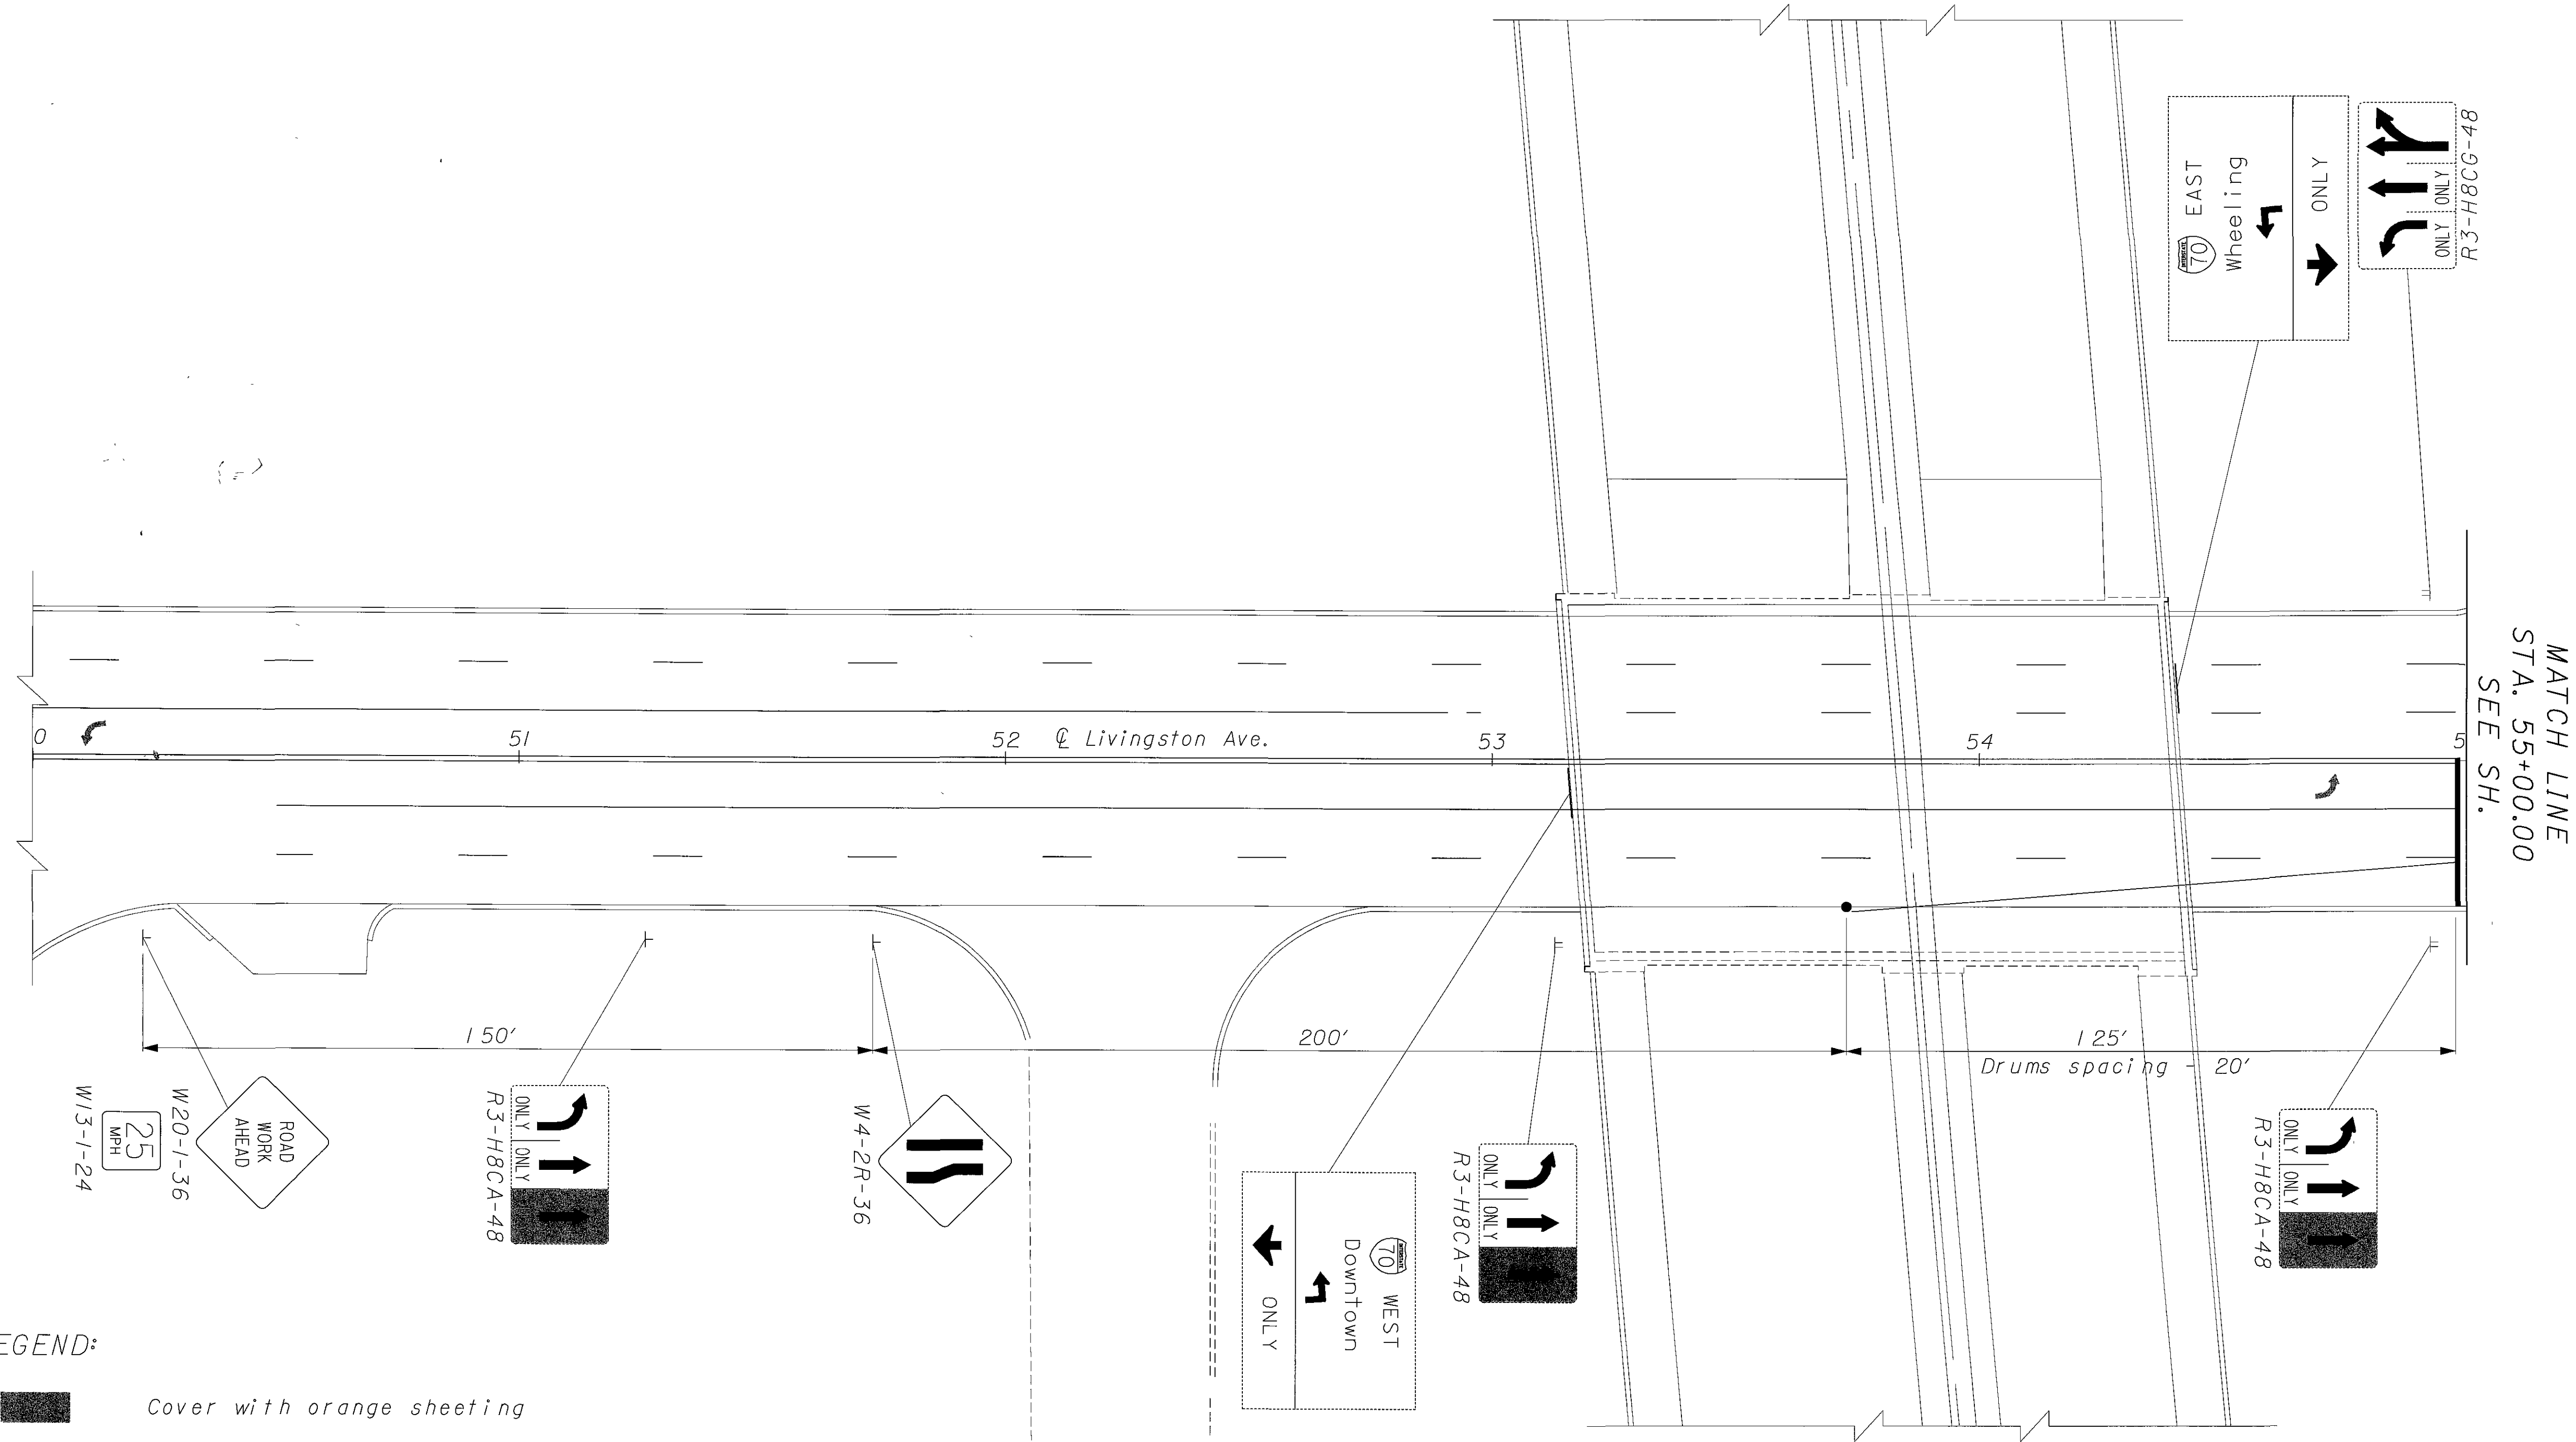 R3-H8CG-48
ONLY ONLY
ONLY
EAST
INTERSTATE
70
Wheeling
MATCH LINE
STA. 55+00.00
SEE SH.
0
51
52
℄ Livingston Ave.
53
54
5
150'
200'
125'
Drums spacing - 20'
ROAD
WORK
AHEAD
W20-1-36
25
MPH
W13-1-24
ONLY ONLY
R3-H8CA-48
W4-2R-36
INTERSTATE
70
WEST
Downtown
ONLY
ONLY ONLY
R3-H8CA-48
ONLY ONLY
R3-H8CA-48
EGEND:
Cover with orange sheeting